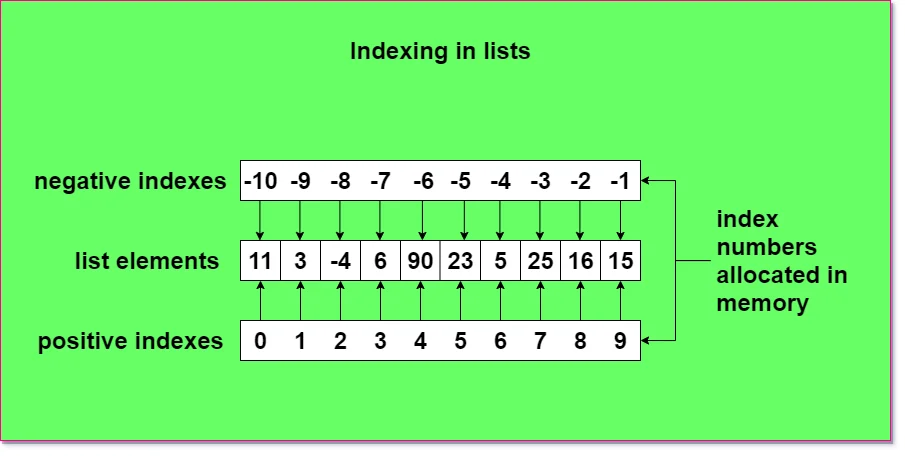 Indexing in lists
negative indexes -10 -9 -8 -7 -6 -5 -4 -3 -2 -1
list elements 11 3 -4 6 90 23 5 25 16 15
positive indexes 0 1 2 3 4 5 6 7 8 9
index
numbers
allocated in
memory